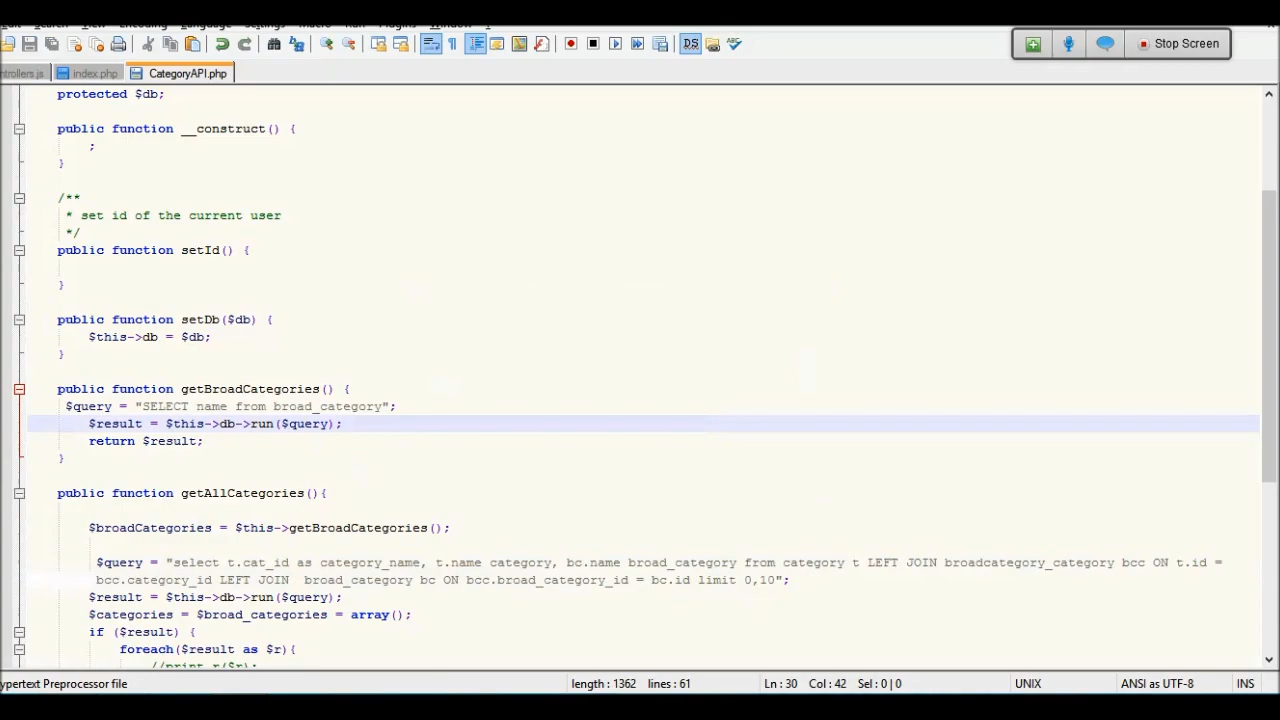 Stop Screen
ntrollers.js index.php CategoryAPI.php
protected $db;
public function __construct() {
;
}
/**
* set id of the current user
*/
public function setId() {
}
public function setDb($db) {
$this->db = $db;
}
public function getBroadCategories() {
$query = "SELECT name from broad_category";
$result = $this->db->run($query);
return $result;
}
public function getAllCategories(){
$broadCategories = $this->getBroadCategories();
$query = "select t.cat_id as category_name, t.name category, bc.name broad_category from category t LEFT JOIN broadcategory_category bcc ON t.id =
bcc.category_id LEFT JOIN  broad_category bc ON bcc.broad_category_id = bc.id limit 0,10";
$result = $this->db->run($query);
$categories = $broad_categories = array();
if ($result) {
foreach($result as $r){
//print_r($r);
ypertext Preprocessor file length : 1362 lines : 61 Ln : 30 Col : 42 Sel : 0 | 0 UNIX ANSI as UTF-8 INS